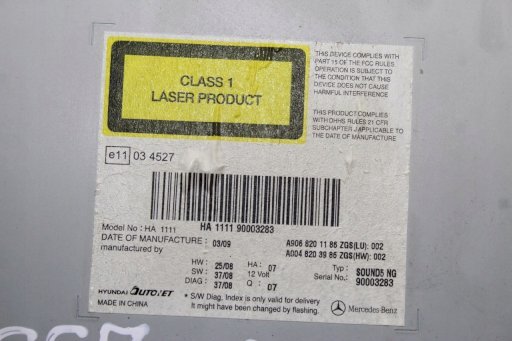 CLASS 1
LASER PRODUCT
THIS DEVICE COMPLIES WITH
PART 15 OF THE FCC RULES
OPERATION IS SUBJECT TO
THE CONDITION THAT THIS
DEVICE DOES NOT CAUSE
HARMFUL INTERFERENCE
THIS PRODUCT COMPLIES
WITH DHHS RULES 21 CFR
SUBCHAPTER J APPLICABLE TO
THE DATE OF MANUFACTURE
e11 03 4527
HA 1111 90003283
Model No : HA 1111
DATE OF MANUFACTURE : 03/09
manufactured by
A906 820 11 86 ZGS(LU): 002
A004 820 39 85 ZGS(HW): 002
HW : 25/08 HA : 07
SW : 37/08 12 Volt
DIAG : 37/08 Q : 07
Typ : SOUND5 NG
Serial No.: 90003283
HYUNDAI AUTONET
MADE IN CHINA
* S/W Diag. Index is only valid for delivery
It might have been changed by flashing.
Mercedes-Benz